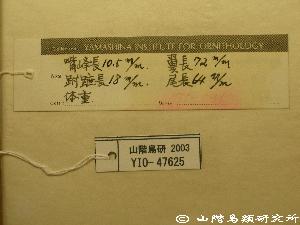 YAMASHINA INSTITUTE FOR ORNITHOLOGY
嘴峰長 10.5 m/m 翼長 72 m/m
跗蹠長 18 m/m 尾長 64 m/m
体重
山階鳥研 2003
YIO-47625
© 山階鳥類研究所